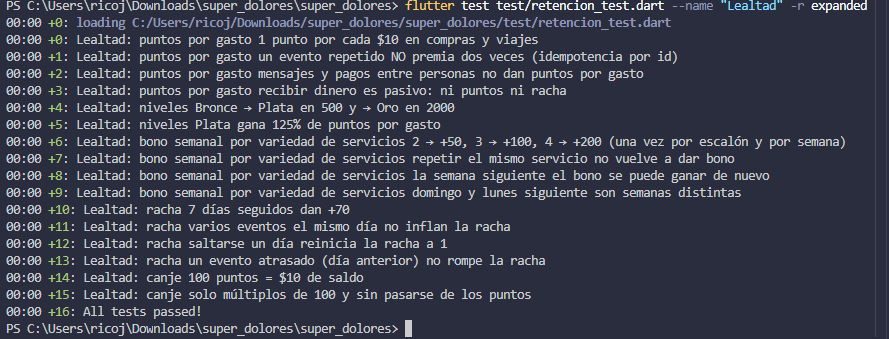 PS C:\Users\ricoj\Downloads\super_dolores\super_dolores> flutter test test/retencion_test.dart --name "Lealtad" -r expanded
00:00 +0: loading C:/Users/ricoj/Downloads/super_dolores/super_dolores/test/retencion_test.dart
00:00 +0: Lealtad: puntos por gasto 1 punto por cada $10 en compras y viajes
00:00 +1: Lealtad: puntos por gasto un evento repetido NO premia dos veces (idempotencia por id)
00:00 +2: Lealtad: puntos por gasto mensajes y pagos entre personas no dan puntos por gasto
00:00 +3: Lealtad: puntos por gasto recibir dinero es pasivo: ni puntos ni racha
00:00 +4: Lealtad: niveles Bronce → Plata en 500 y → Oro en 2000
00:00 +5: Lealtad: niveles Plata gana 125% de puntos por gasto
00:00 +6: Lealtad: bono semanal por variedad de servicios 2 → +50, 3 → +100, 4 → +200 (una vez por escalón y por semana)
00:00 +7: Lealtad: bono semanal por variedad de servicios repetir el mismo servicio no vuelve a dar bono
00:00 +8: Lealtad: bono semanal por variedad de servicios la semana siguiente el bono se puede ganar de nuevo
00:00 +9: Lealtad: bono semanal por variedad de servicios domingo y lunes siguiente son semanas distintas
00:00 +10: Lealtad: racha 7 días seguidos dan +70
00:00 +11: Lealtad: racha varios eventos el mismo día no inflan la racha
00:00 +12: Lealtad: racha saltarse un día reinicia la racha a 1
00:00 +13: Lealtad: racha un evento atrasado (día anterior) no rompe la racha
00:00 +14: Lealtad: canje 100 puntos = $10 de saldo
00:00 +15: Lealtad: canje solo múltiplos de 100 y sin pasarse de los puntos
00:00 +16: All tests passed!
PS C:\Users\ricoj\Downloads\super_dolores\super_dolores>